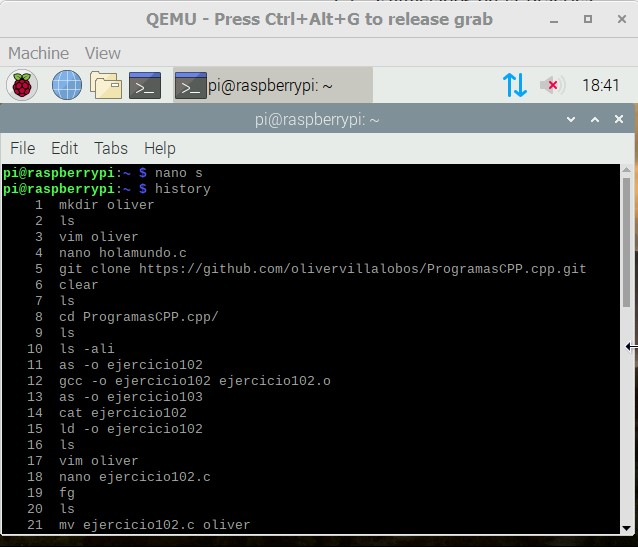 QEMU - Press Ctrl+Alt+G to release grab
Machine View
pi@raspberrypi: ~ 18:41
pi@raspberrypi: ~
File Edit Tabs Help
pi@raspberrypi:~ $ nano s
pi@raspberrypi:~ $ history
1 mkdir oliver
2 ls
3 vim oliver
4 nano holamundo.c
5 git clone https://github.com/olivervillalobos/ProgramasCPP.cpp.git
6 clear
7 ls
8 cd ProgramasCPP.cpp/
9 ls
10 ls -ali
11 as -o ejercicio102
12 gcc -o ejercicio102 ejercicio102.o
13 as -o ejercicio103
14 cat ejercicio102
15 ld -o ejercicio102
16 ls
17 vim oliver
18 nano ejercicio102.c
19 fg
20 ls
21 mv ejercicio102.c oliver